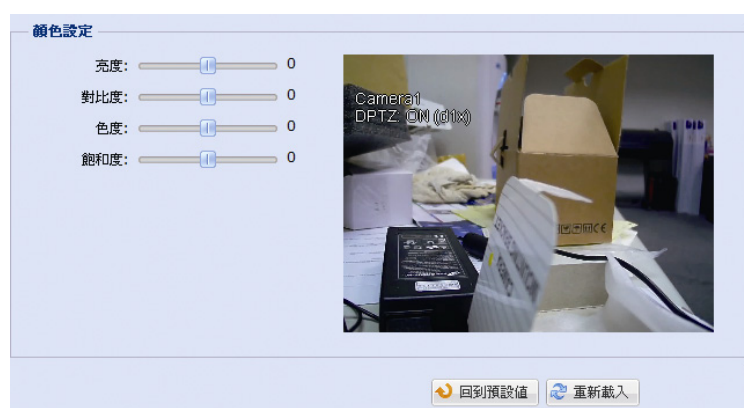 顏色設定
亮度: 0
對比度: 0
色度: 0
飽和度: 0
Camera1
DPTZ: ON (d1x)
回到預設值
重新載入